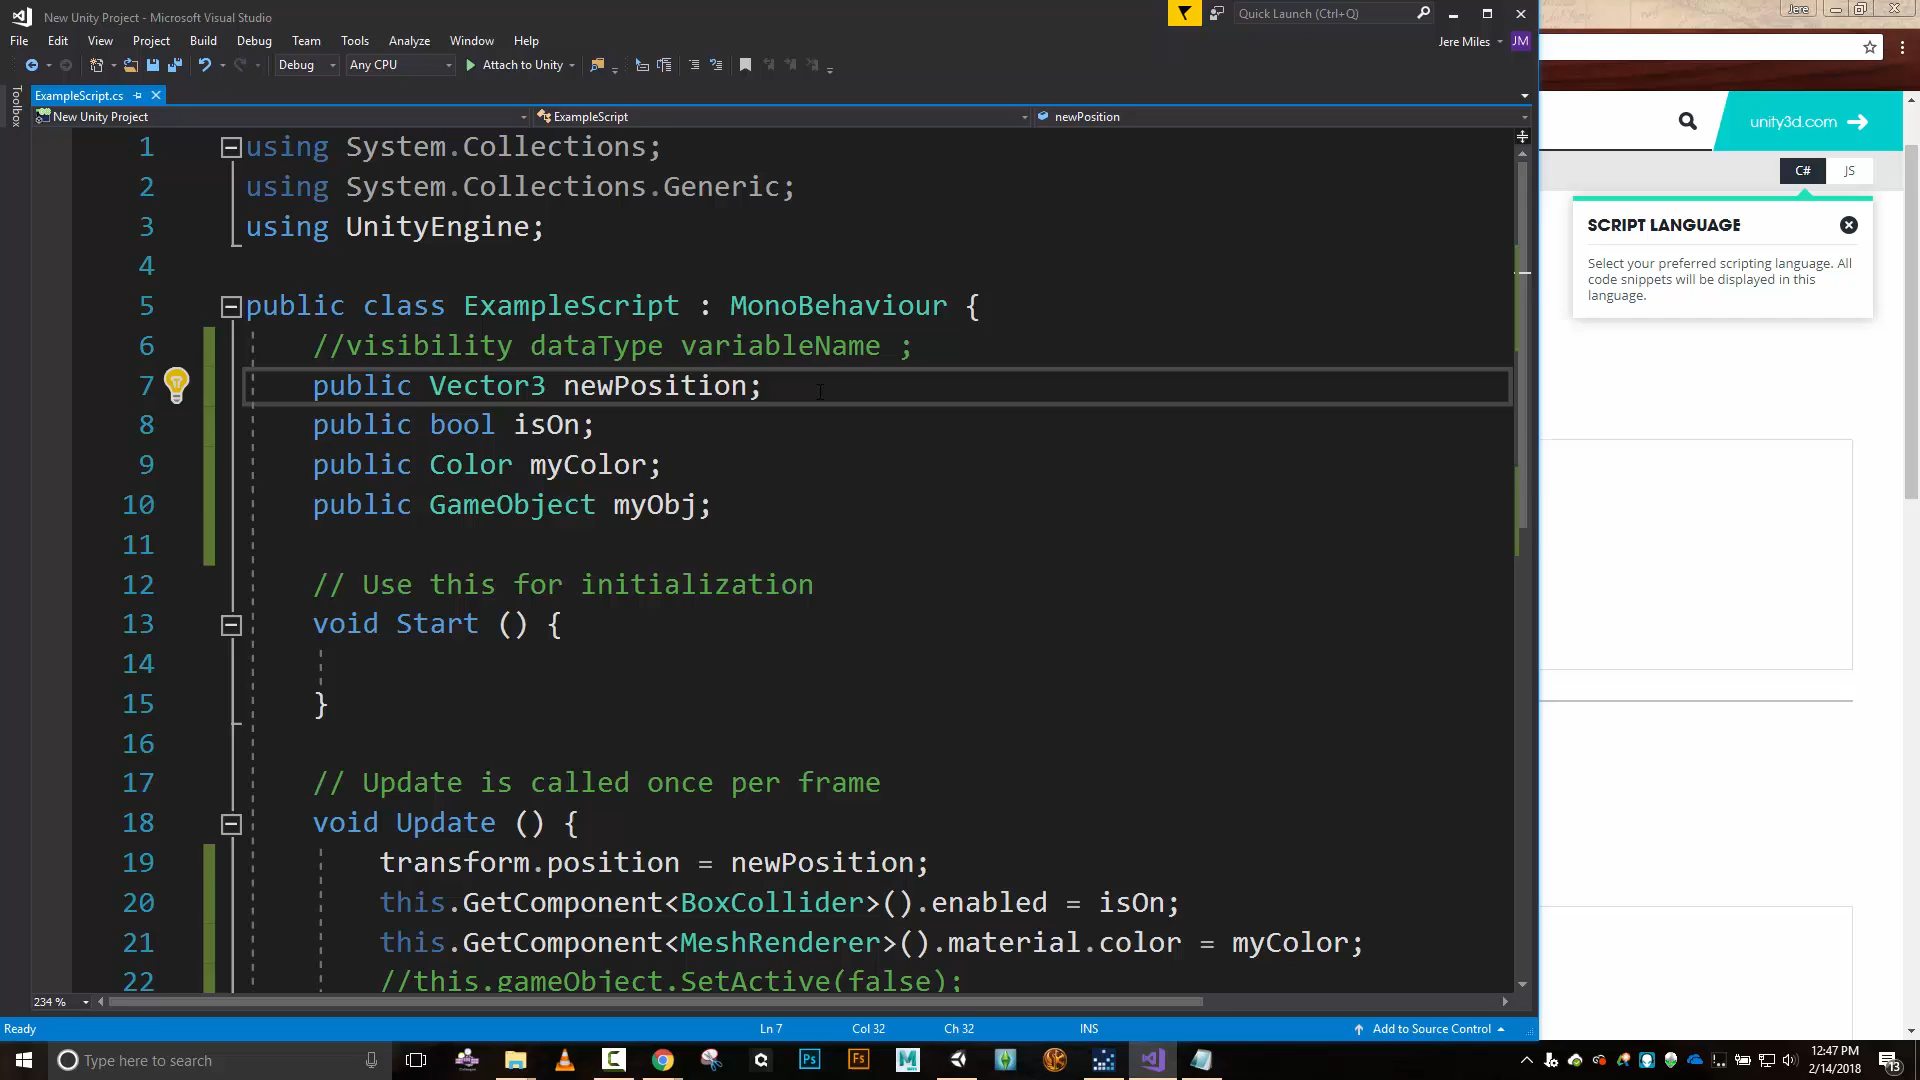 New Unity Project - Microsoft Visual Studio
Quick Launch (Ctrl+Q)
Jere
File Edit View Project Build Debug Team Tools Analyze Window Help
Jere Miles JM
Debug Any CPU Attach to Unity
Toolbox
ExampleScript.cs
New Unity Project ExampleScript newPosition
unity3d.com
C# JS
SCRIPT LANGUAGE
Select your preferred scripting language. All
code snippets will be displayed in this
language.
1 using System.Collections;
2 using System.Collections.Generic;
3 using UnityEngine;
4
5 public class ExampleScript : MonoBehaviour {
6 //visibility dataType variableName ;
7 public Vector3 newPosition;
8 public bool isOn;
9 public Color myColor;
10 public GameObject myObj;
11
12 // Use this for initialization
13 void Start () {
14
15 }
16
17 // Update is called once per frame
18 void Update () {
19 transform.position = newPosition;
20 this.GetComponent<BoxCollider>().enabled = isOn;
21 this.GetComponent<MeshRenderer>().material.color = myColor;
22 //this.gameObject.SetActive(false);
234 %
Ready Ln 7 Col 32 Ch 32 INS Add to Source Control
Type here to search
Ps Fs M
12:47 PM
2/14/2018
13